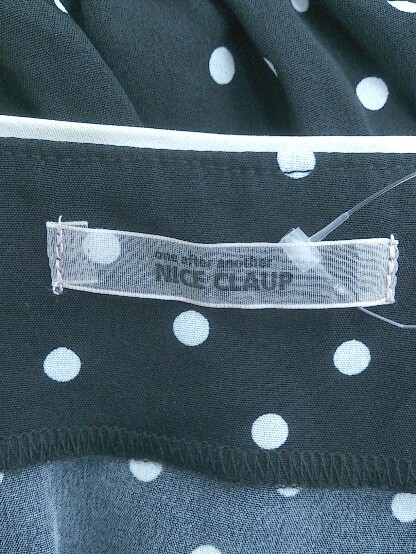 one after another
NICE CLAUP